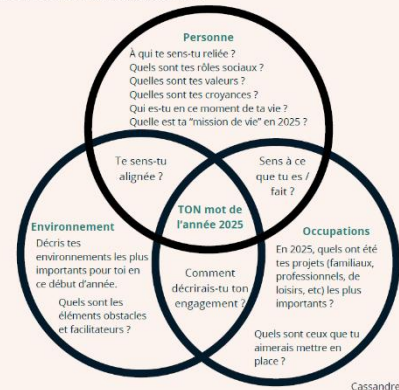 Personne
À qui te sens-tu reliée ?
Quels sont tes rôles sociaux ?
Quelles sont tes valeurs ?
Quelles sont tes croyances ?
Qui es-tu en ce moment de ta vie ?
Quelle est ta “mission de vie” en 2025 ?
Te sens-tu
alignée ?
Sens à ce
que tu es /
fait ?
TON mot de
l’année 2025
Environnement
Décris tes
environnements les plus
importants pour toi en
ce début d’année.
Quels sont les
éléments obstacles
et facilitateurs ?
Comment
décrirais-tu ton
engagement ?
Occupations
En 2025, quels ont été
tes projets (familiaux,
professionnels, de
loisirs, etc) les plus
importants ?
Quels sont ceux que tu
aimerais mettre en
place ?
Cassandre